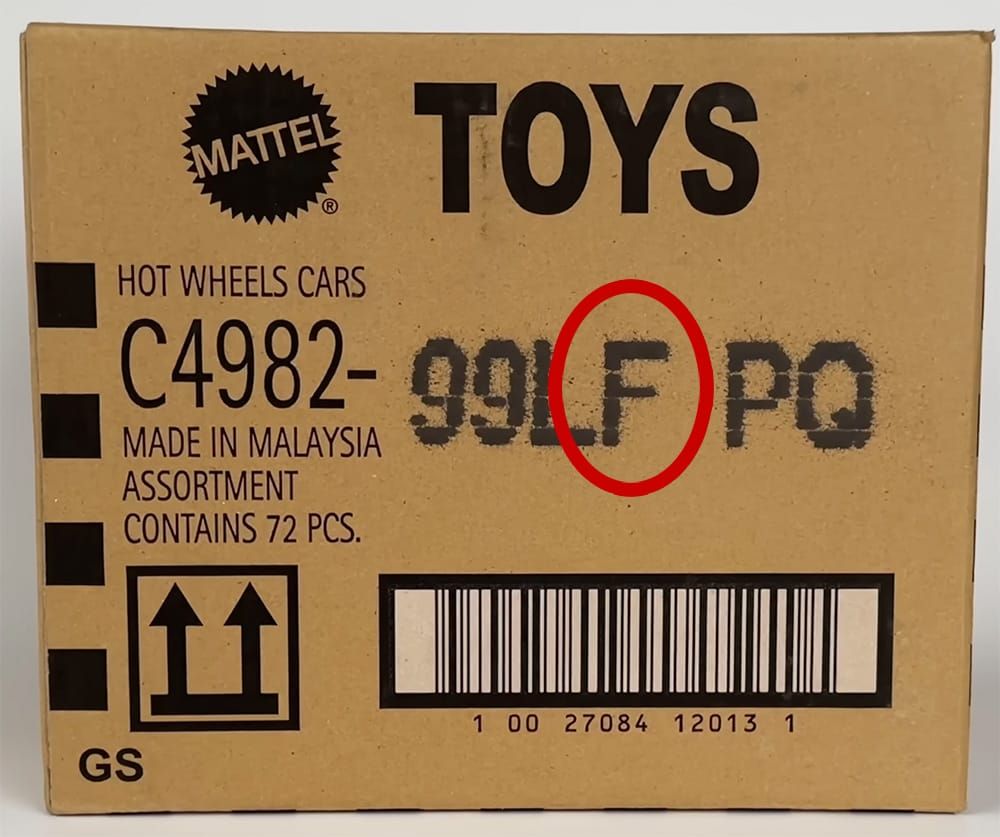 MATTEL ®
TOYS
HOT WHEELS CARS
C4982- 99LF PQ
MADE IN MALAYSIA
ASSORTMENT
CONTAINS 72 PCS.
1 00 27084 12013 1
GS